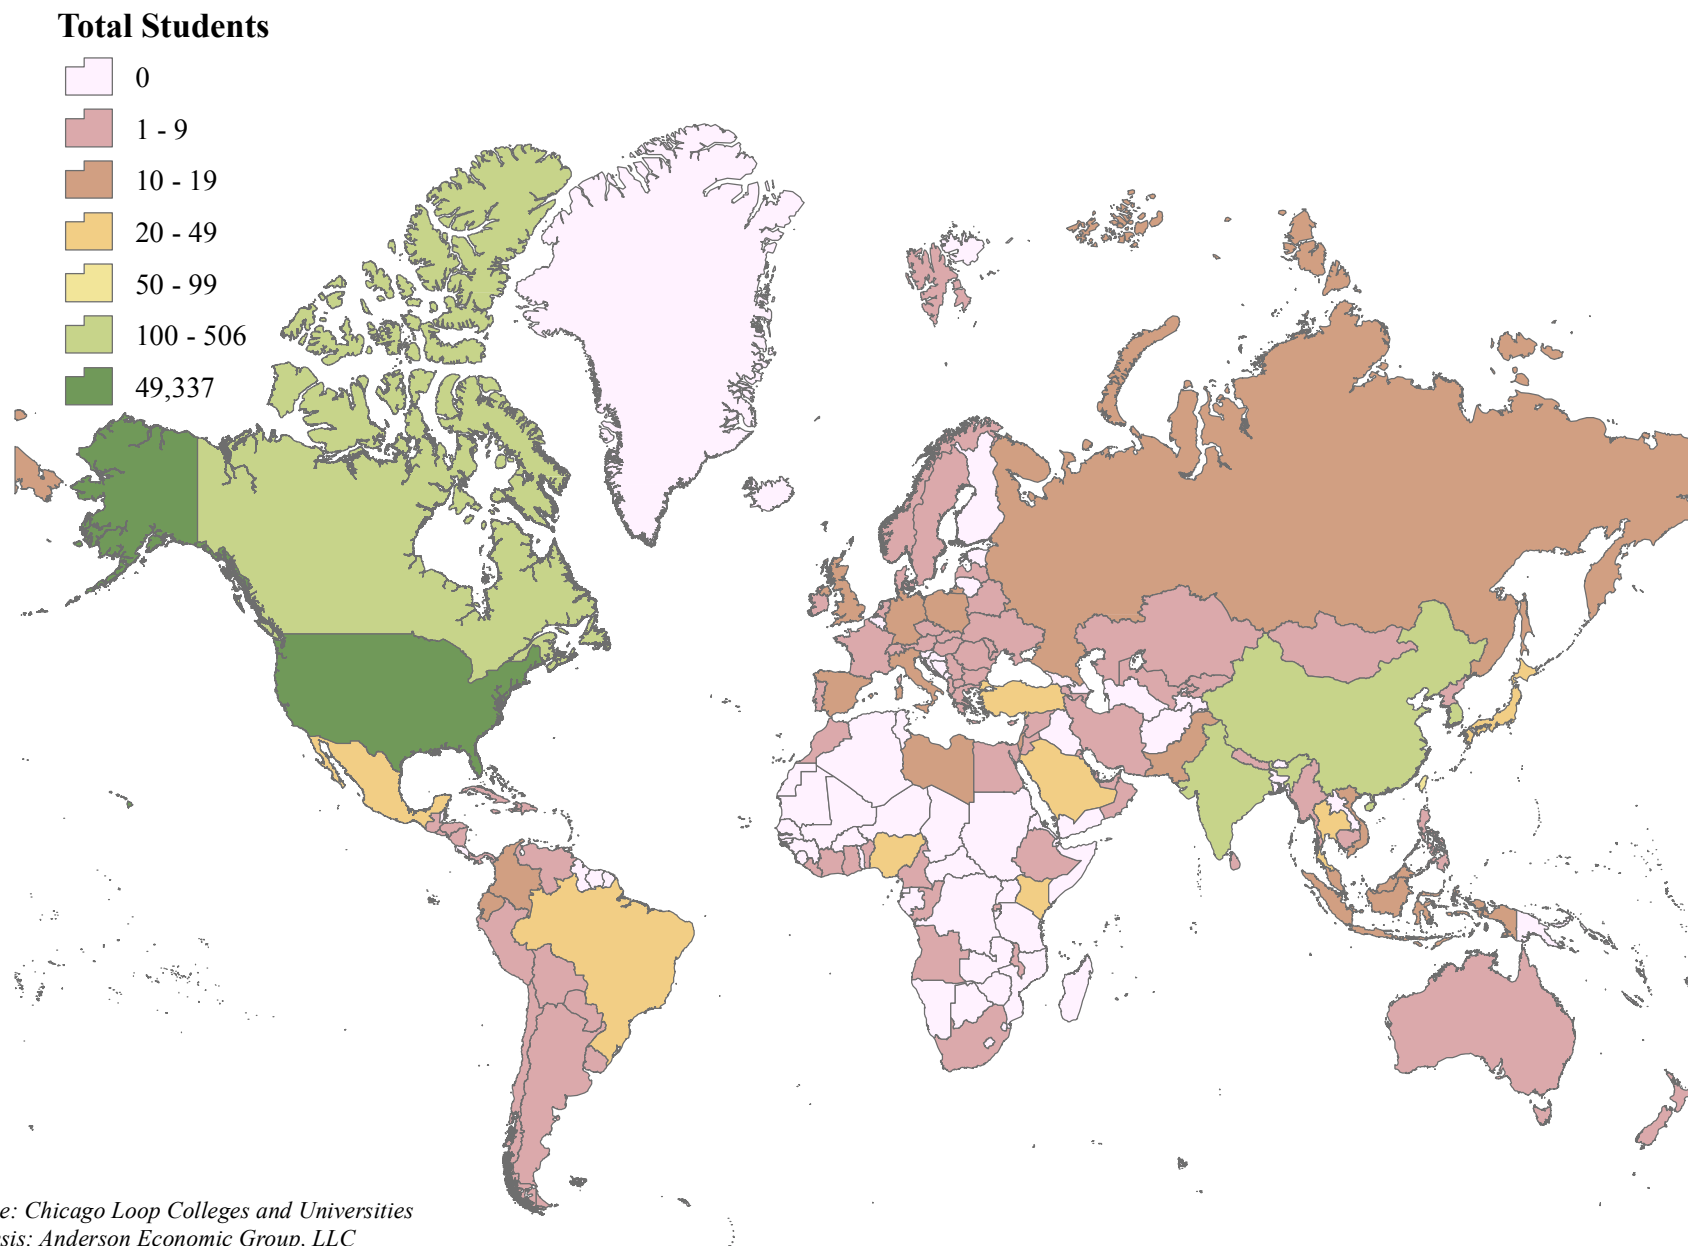 Total Students
0
1 - 9
10 - 19
20 - 49
50 - 99
100 - 506
49,337
e: Chicago Loop Colleges and Universities
sis: Anderson Economic Group, LLC